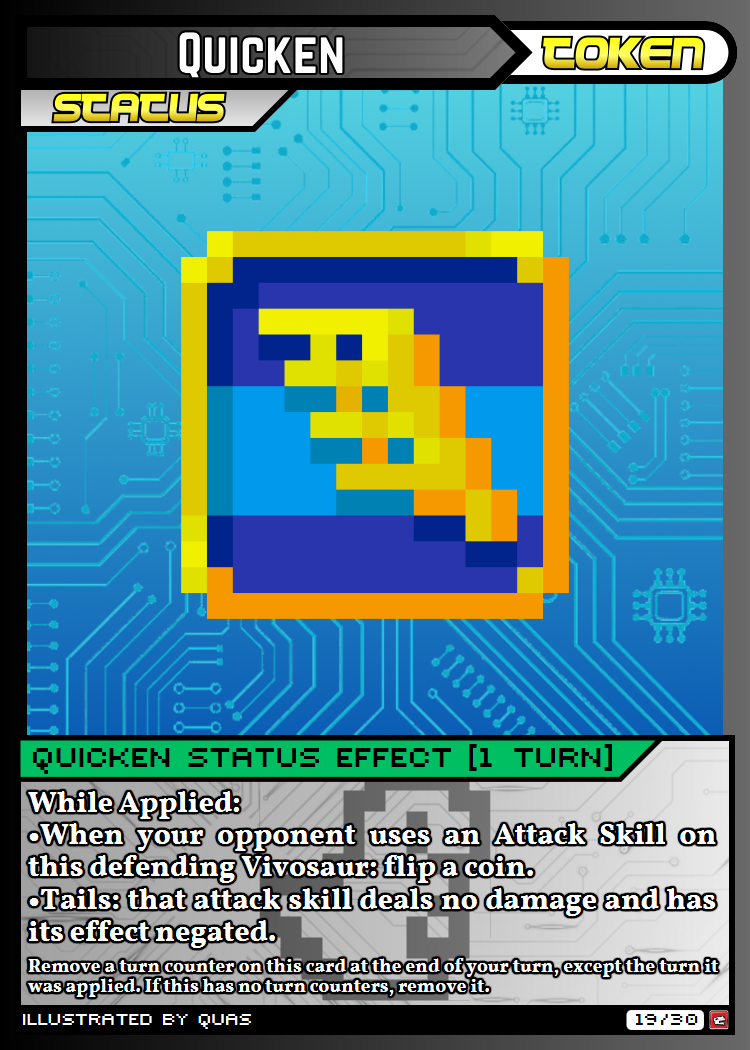 QUICKEN
TOKEN
STATUS
QUICKEN STATUS EFFECT [1 TURN]
While Applied:
•When your opponent uses an Attack Skill on
this defending Vivosaur: flip a coin.
•Tails: that attack skill deals no damage and has
its effect negated.
Remove a turn counter on this card at the end of your turn, except the turn it
was applied. If this has no turn counters, remove it.
ILLUSTRATED BY QUAS
19/30